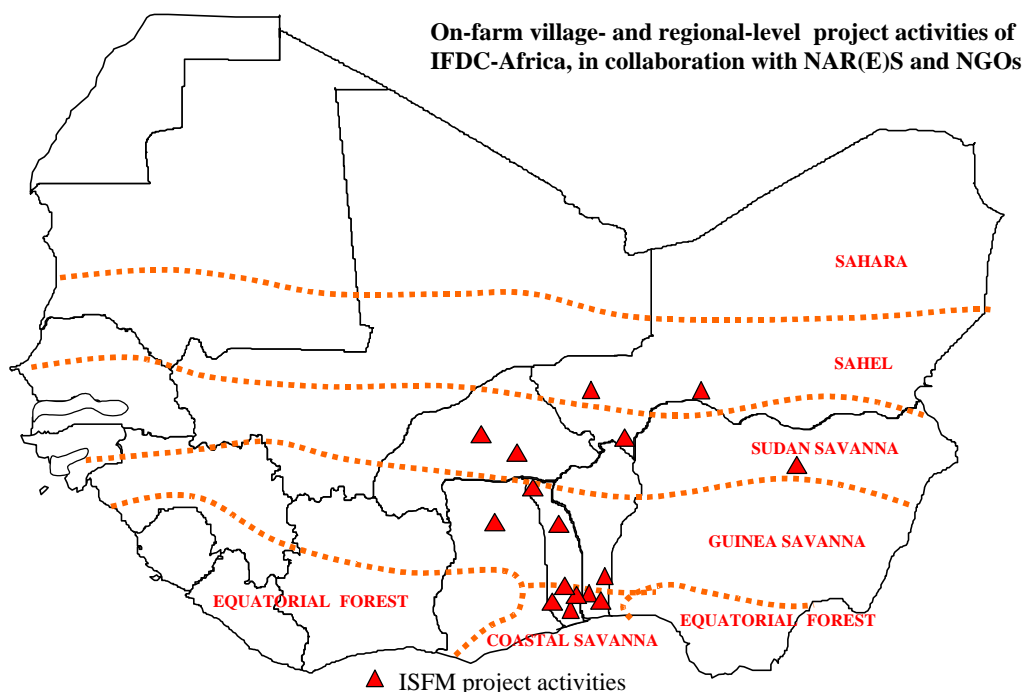 On-farm village- and regional-level project activities of
IFDC-Africa, in collaboration with NAR(E)S and NGOs
SAHARA
SAHEL
SUDAN SAVANNA
GUINEA SAVANNA
EQUATORIAL FOREST
EQUATORIAL FOREST
COASTAL SAVANNA
ISFM project activities